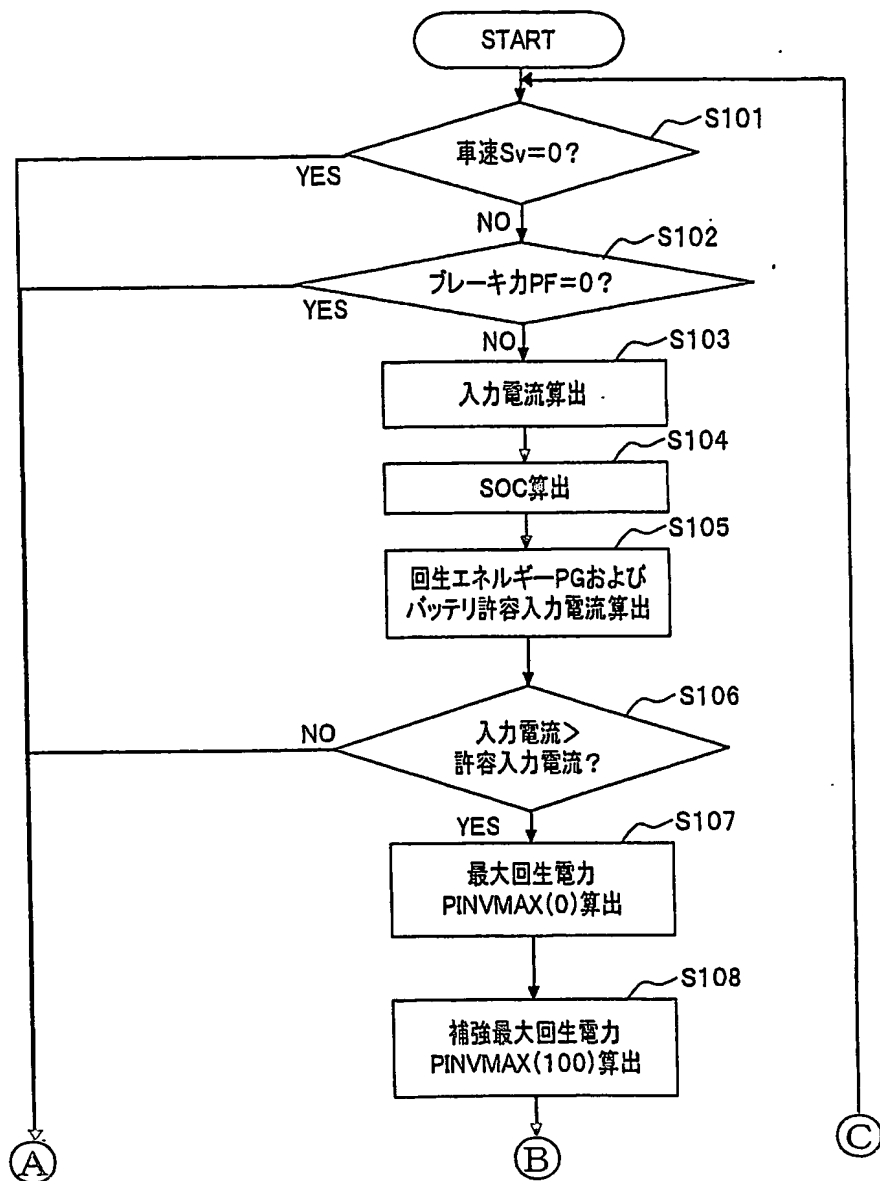 START
S101
車速Sv=0?
YES
NO
S102
ブレーキ力PF=0?
YES
NO
S103
入力電流算出
S104
SOC算出
S105
回生エネルギーPGおよび
バッテリ許容入力電流算出
S106
入力電流>
許容入力電流?
NO
YES
S107
最大回生電力
PINVMAX(0)算出
S108
補強最大回生電力
PINVMAX(100)算出
A
B
C